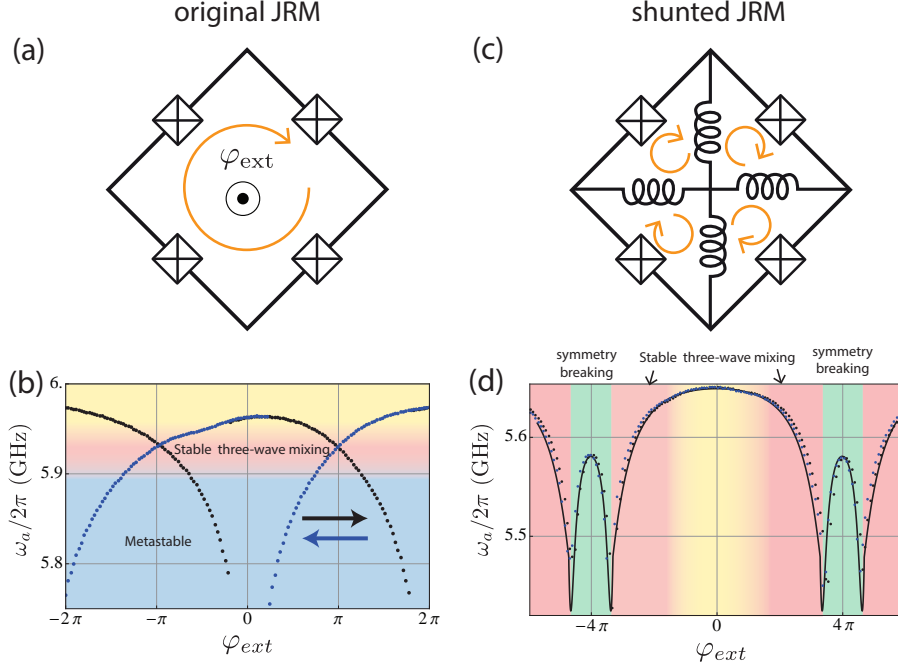 original JRM
shunted JRM
(a)
(c)
φext
(b)
6.
5.9
5.8
ωa/2π (GHz)
Stable three-wave mixing
Metastable
−2π
−π
0
π
2π
φext
symmetry
breaking
Stable three-wave mixing
symmetry
breaking
(d)
5.6
5.5
ωa/2π (GHz)
−4π
0
4π
φext